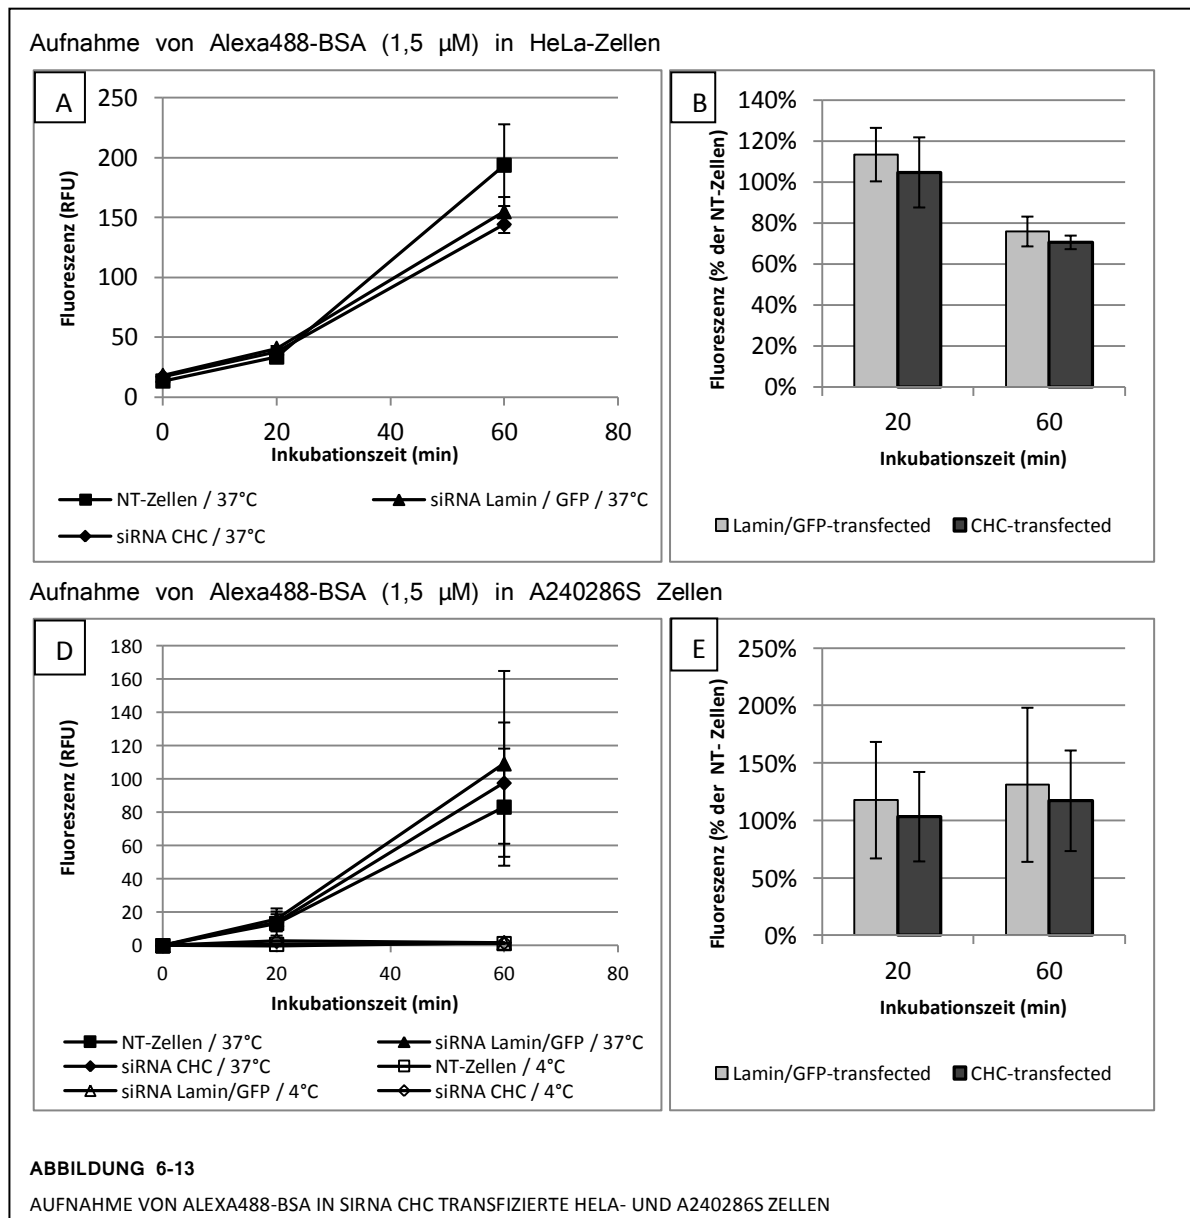 Aufnahme von Alexa488-BSA (1,5 µM) in HeLa-Zellen
A
250
200
150
100
50
0
Fluoreszenz (RFU)
0 20 40 60 80
Inkubationszeit (min)
NT-Zellen / 37°C
siRNA Lamin / GFP / 37°C
siRNA CHC / 37°C
B
140%
120%
100%
80%
60%
40%
20%
0%
Fluoreszenz (% der NT-Zellen)
20 60
Inkubationszeit (min)
Lamin/GFP-transfected CHC-transfected
Aufnahme von Alexa488-BSA (1,5 µM) in A240286S Zellen
D
180
160
140
120
100
80
60
40
20
0
Fluoreszenz (RFU)
0 20 40 60 80
Inkubationszeit (min)
NT-Zellen / 37°C
siRNA Lamin/GFP / 37°C
siRNA CHC / 37°C
NT-Zellen / 4°C
siRNA Lamin/GFP / 4°C
siRNA CHC / 4°C
E
250%
200%
150%
100%
50%
0%
Fluoreszenz (% der NT- Zellen)
20 60
Inkubationszeit (min)
Lamin/GFP-transfected CHC-transfected
ABBILDUNG 6-13
AUFNAHME VON ALEXA488-BSA IN SIRNA CHC TRANSFIZIERTE HELA- UND A240286S ZELLEN